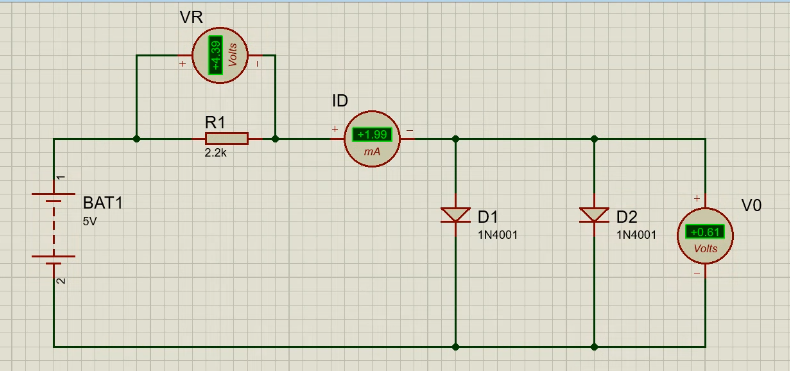 VR
+4.39
Volts
+
-
R1
2.2k
ID
+
-
+1.99
mA
1
BAT1
5V
2
D1
1N4001
D2
1N4001
V0
+
+0.61
Volts
-